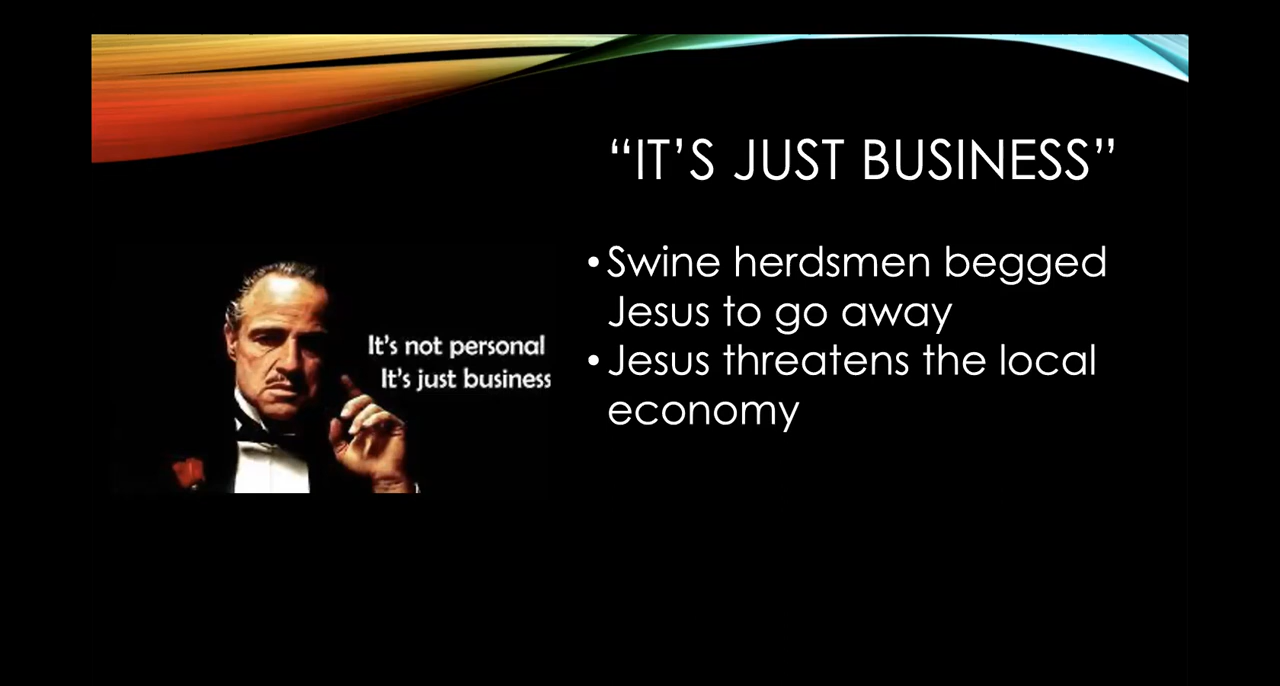 “IT’S JUST BUSINESS”
It’s not personal
It’s just business
•Swine herdsmen begged
Jesus to go away
•Jesus threatens the local
economy